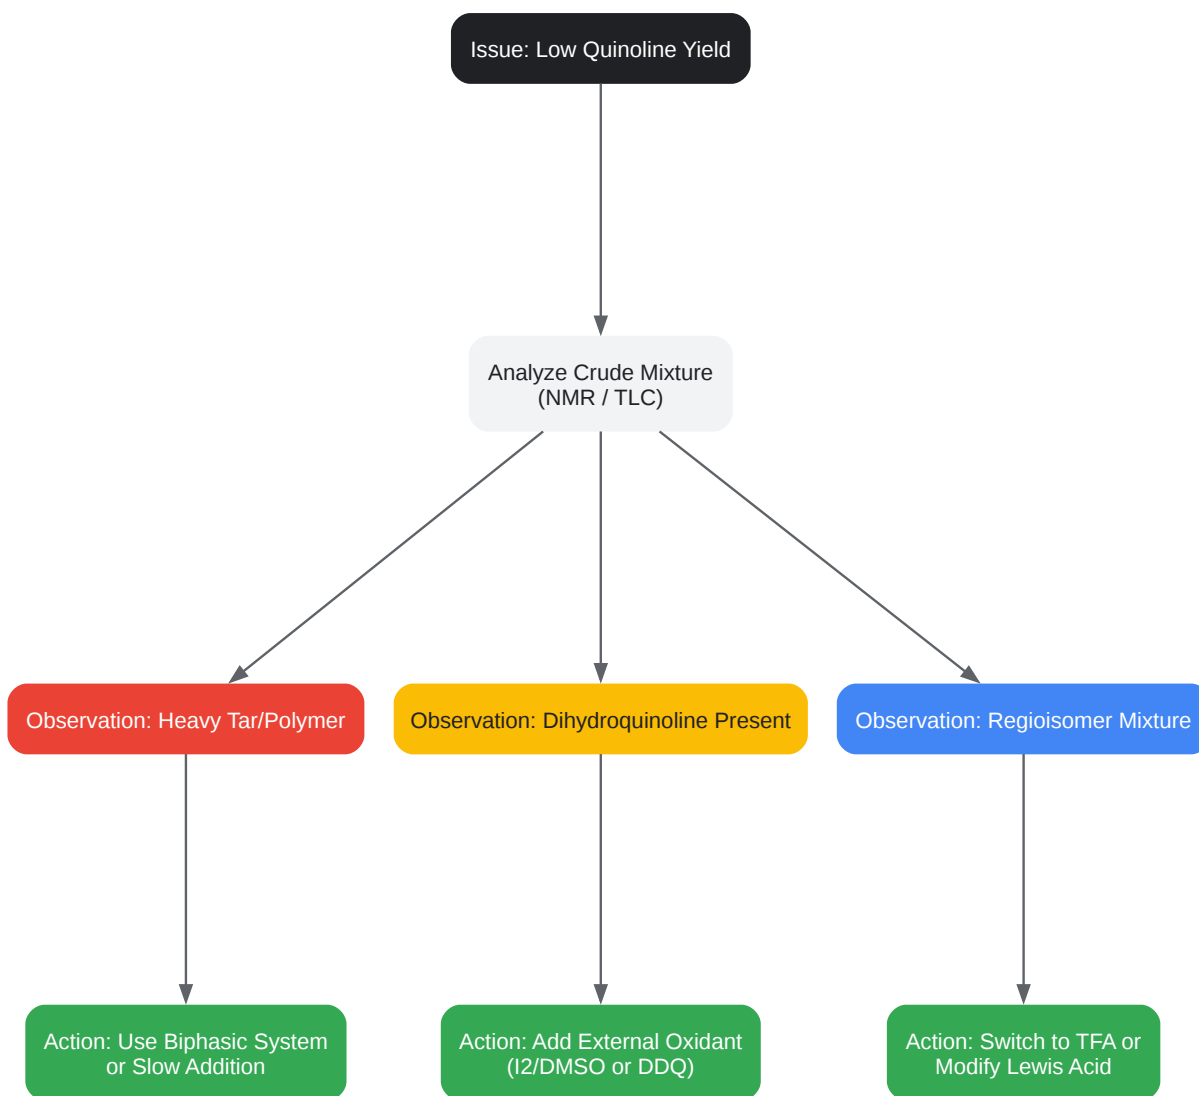 Issue: Low Quinoline Yield
Analyze Crude Mixture
(NMR / TLC)
Observation: Heavy Tar/Polymer
Observation: Dihydroquinoline Present
Observation: Regioisomer Mixture
Action: Use Biphasic System
or Slow Addition
Action: Add External Oxidant
(I2/DMSO or DDQ)
Action: Switch to TFA or
Modify Lewis Acid